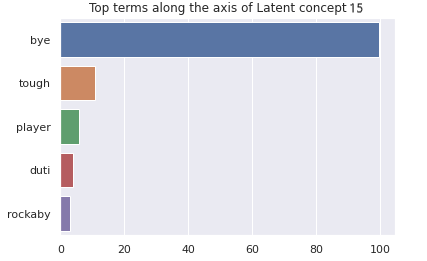 Top terms along the axis of Latent concept 15
bye
tough
player
duti
rockaby
0 20 40 60 80 100